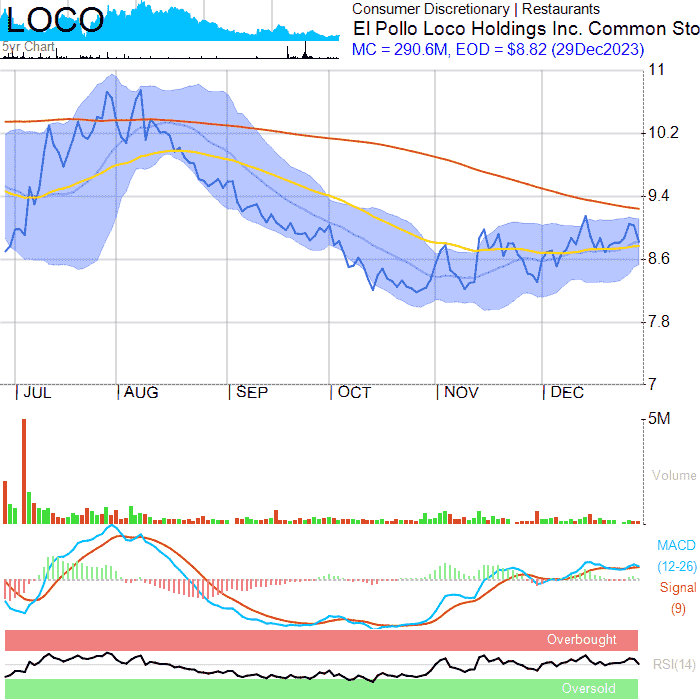 LOCO
5yr Chart
Consumer Discretionary | Restaurants
El Pollo Loco Holdings Inc. Common Sto
MC = 290.6M, EOD = $8.82 (29Dec2023)
11
10.2
9.4
8.6
7.8
7
JUL AUG SEP OCT NOV DEC
5M
Volume
MACD
(12-26)
Signal
(9)
Overbought
RSI(14)
Oversold